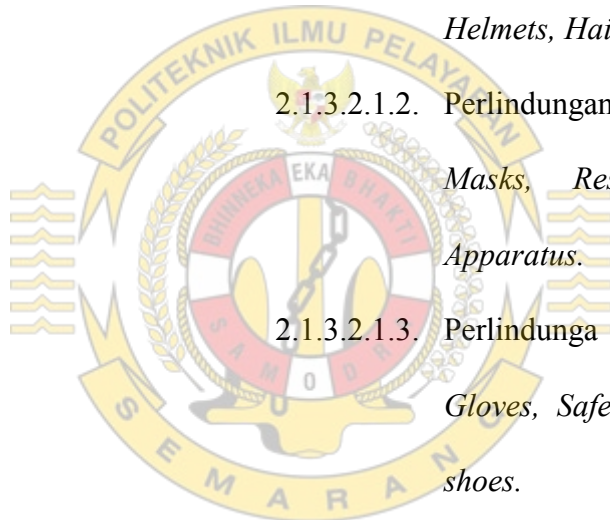 POLITEKNIK ILMU PELAYARAN
BHINNEKA EKA BHAKTI
SAMODR
SEMARANG
Helmets, Hai
2.1.3.2.1.2. Perlindungan
Masks, Res
Apparatus.
2.1.3.2.1.3. Perlindunga
Gloves, Safe
shoes.